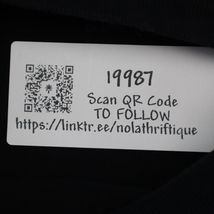 19987
Scan QR Code
TO FOLLOW
https://linktr.ee/nolathriftique